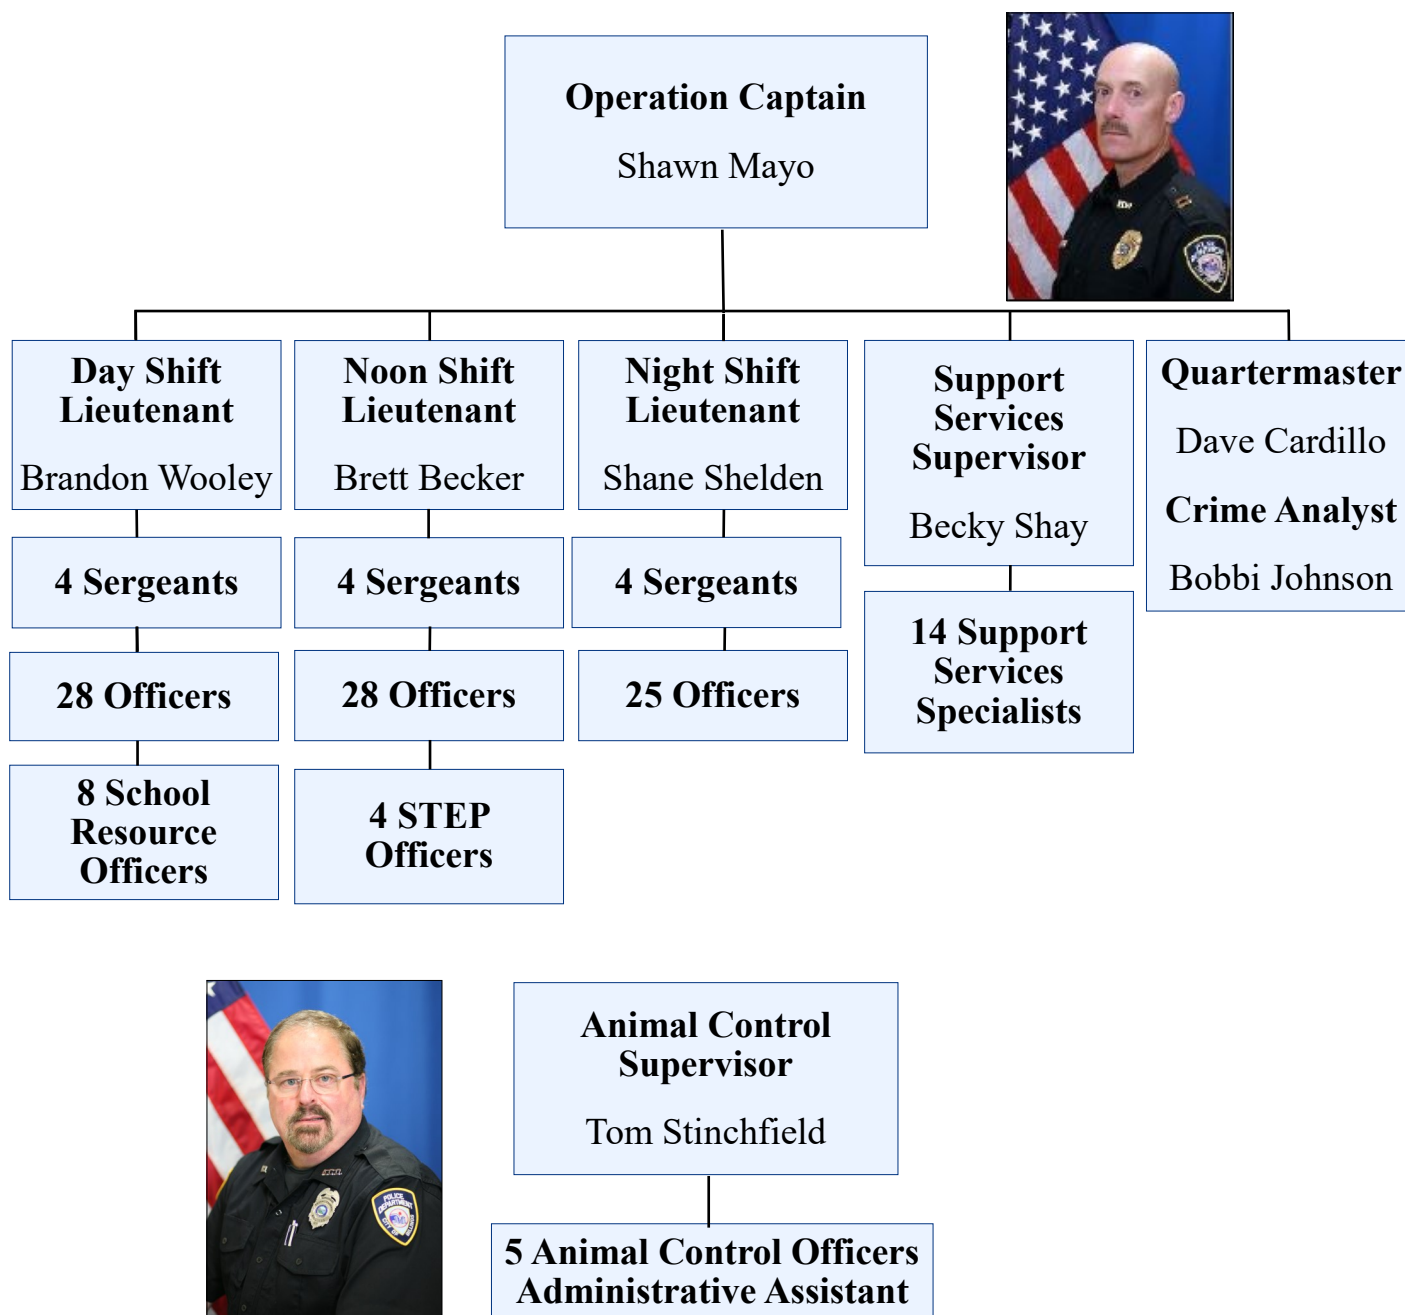 Operation Captain
Shawn Mayo
Day Shift
Lieutenant
Brandon Wooley
4 Sergeants
28 Officers
8 School
Resource
Officers
Noon Shift
Lieutenant
Brett Becker
4 Sergeants
28 Officers
4 STEP
Officers
Night Shift
Lieutenant
Shane Shelden
4 Sergeants
25 Officers
Support
Services
Supervisor
Becky Shay
14 Support
Services
Specialists
Quartermaster
Dave Cardillo
Crime Analyst
Bobbi Johnson
Animal Control
Supervisor
Tom Stinchfield
5 Animal Control Officers
Administrative Assistant
POLICE
DEPARTMENT